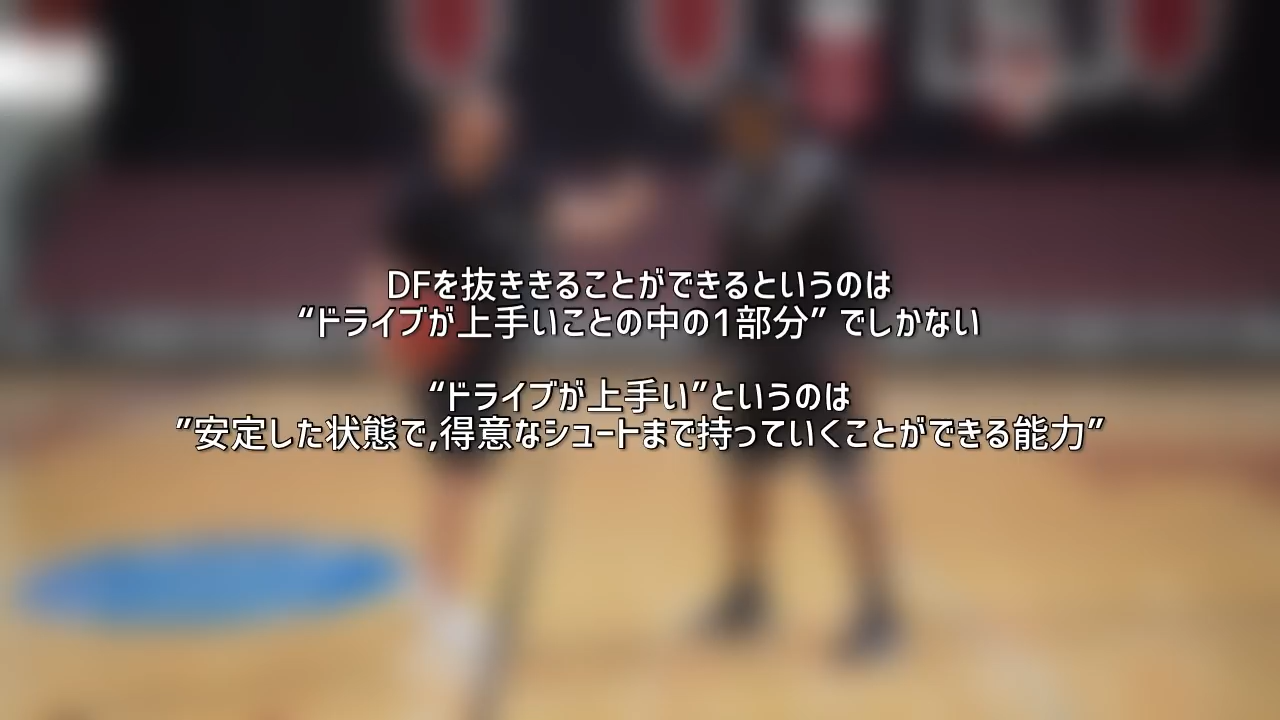 DFを抜ききることができるというのは
“ドライブが上手いことの中の1部分” でしかない
“ドライブが上手い”というのは
”安定した状態で,得意なシュートまで持っていくことができる能力”